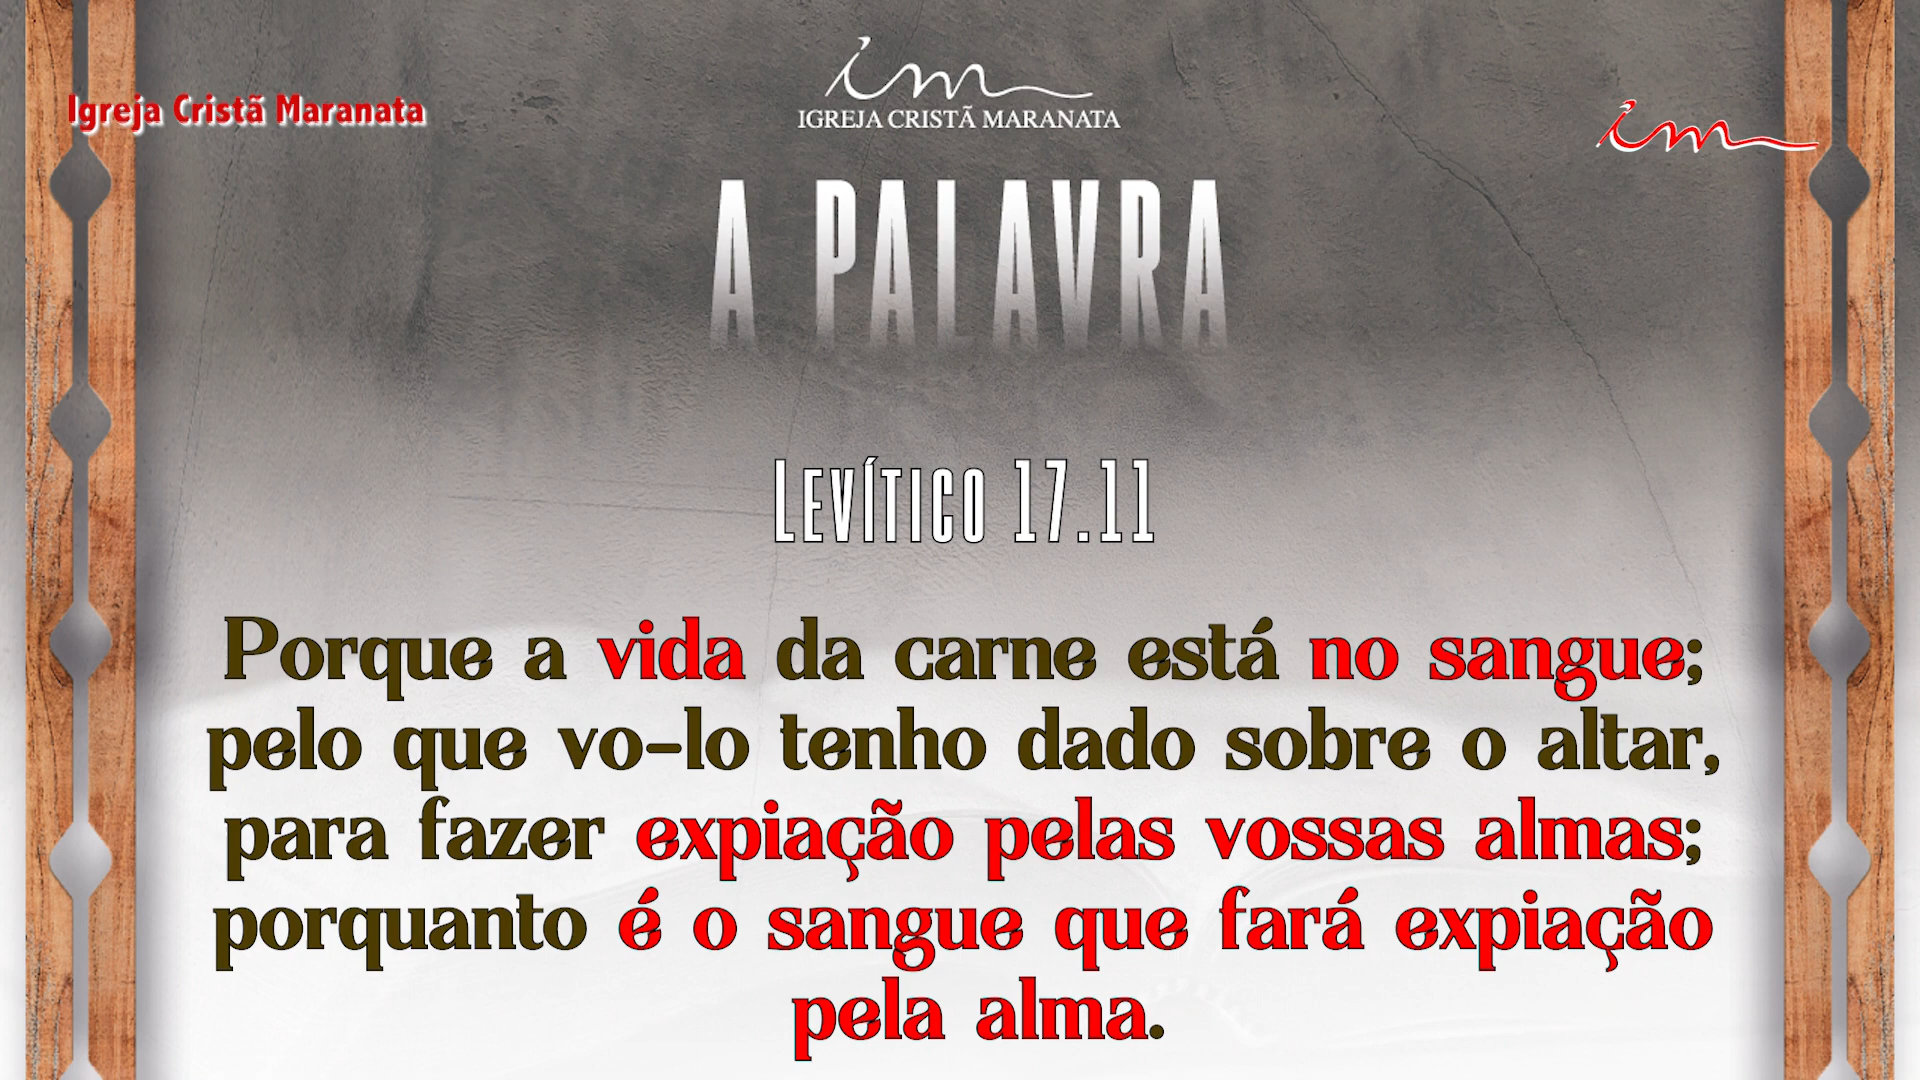 Igreja Cristã Maranata
im
IGREJA CRISTÃ MARANATA
im
A PALAVRA
Levítico 17.11
Porque a vida da carne está no sangue;
pelo que vo-lo tenho dado sobre o altar,
para fazer expiação pelas vossas almas;
porquanto é o sangue que fará expiação
pela alma.